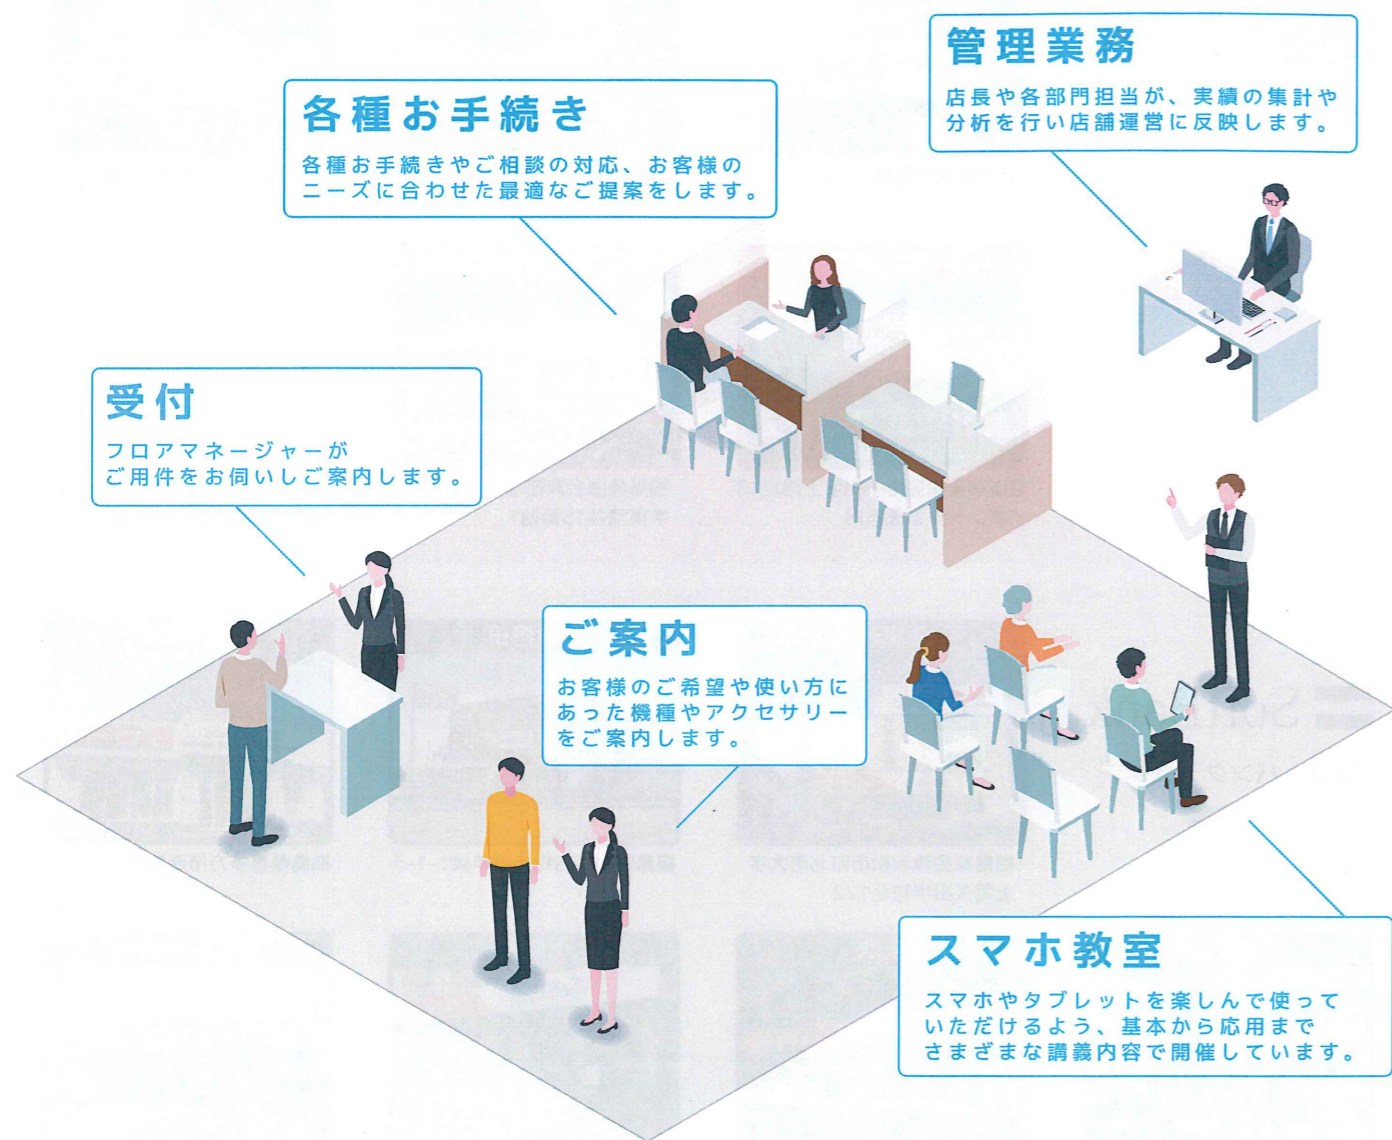 管理業務
店長や各部門担当が、実績の集計や
分析を行い店舗運営に反映します。
各種お手続き
各種お手続きやご相談の対応、お客様の
ニーズに合わせた最適なご提案をします。
受付
フロアマネージャーが
ご用件をお伺いしご案内します。
ご案内
お客様のご希望や使い方に
あった機種やアクセサリー
をご案内します。
スマホ教室
スマホやタブレットを楽しんで使って
いただけるよう、基本から応用まで
さまざまな講義内容で開催しています。